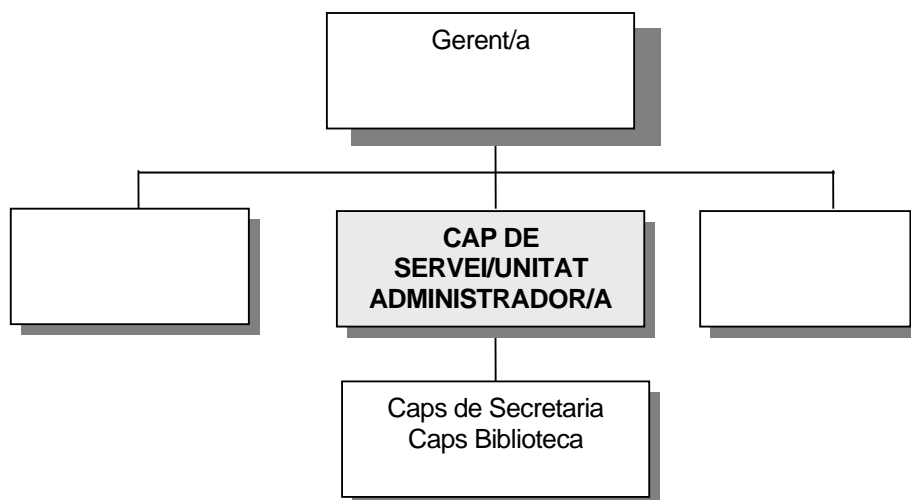 Gerent/a
CAP DE
SERVEI/UNITAT
ADMINISTRADOR/A
Caps de Secretaria
Caps Biblioteca